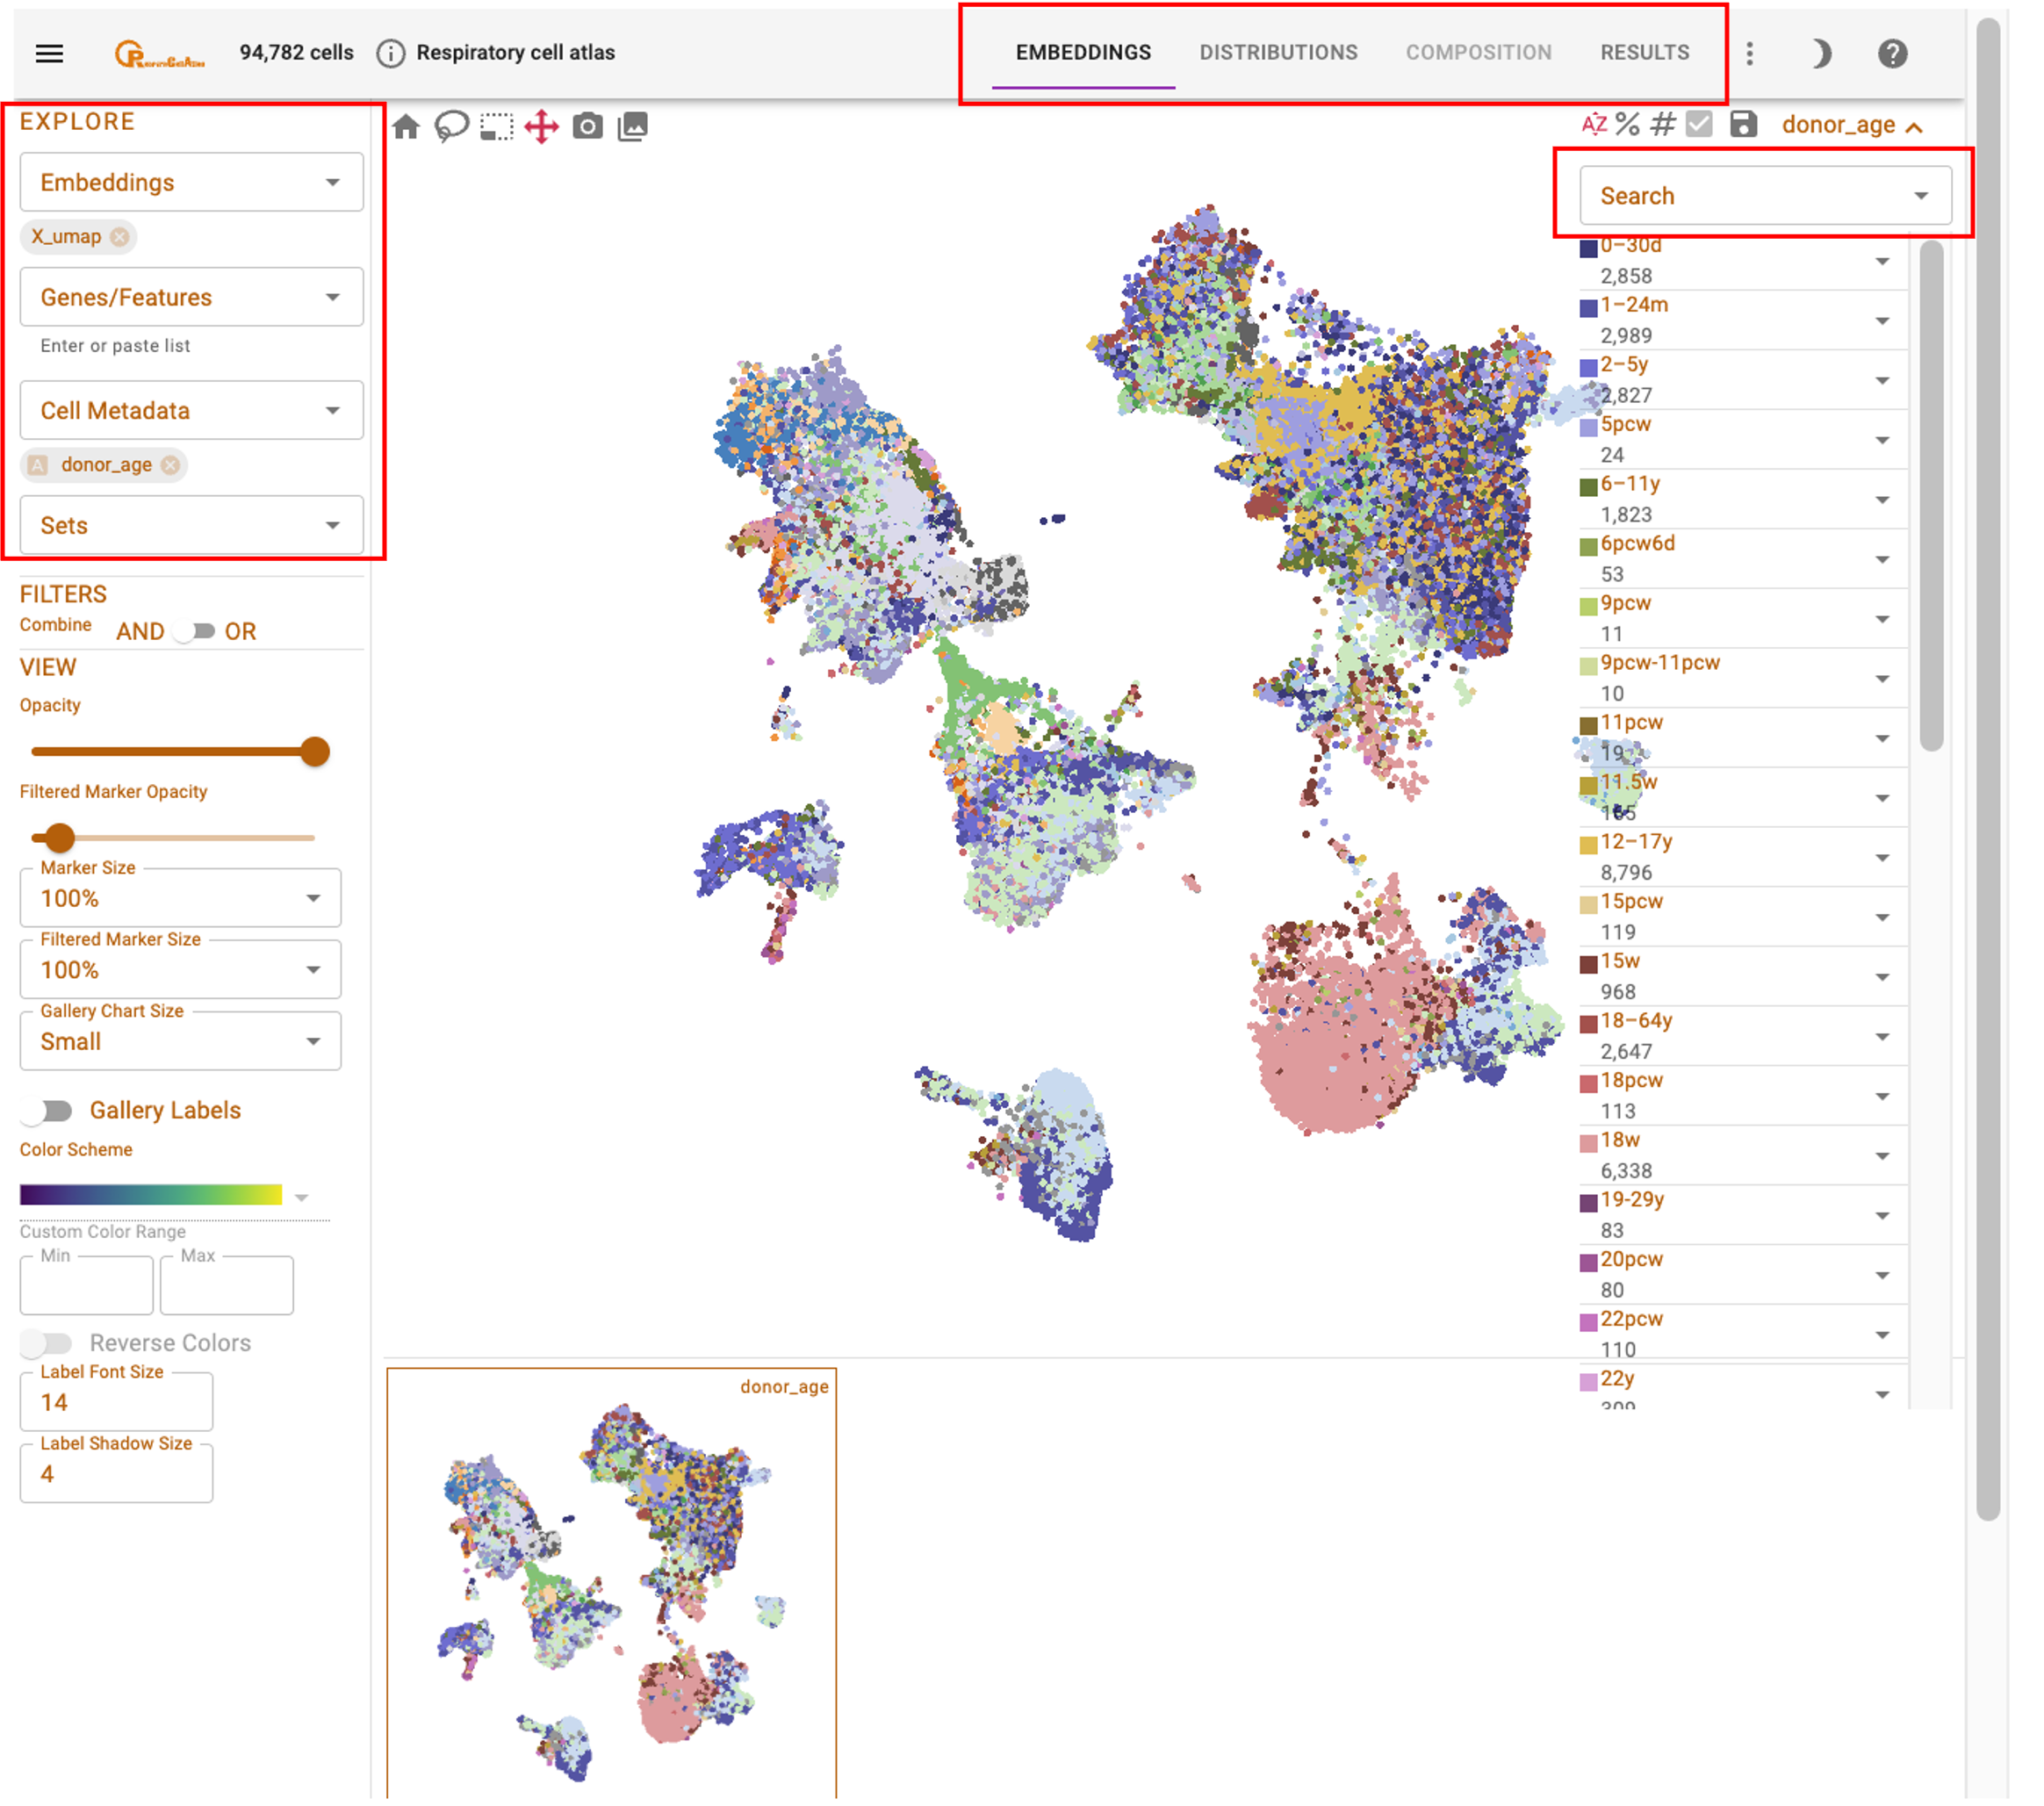 94,782 cells
Respiratory cell atlas
EMBEDDINGS
DISTRIBUTIONS
COMPOSITION
RESULTS
EXPLORE
Embeddings
X_umap
Genes/Features
Enter or paste list
Cell Metadata
A donor_age
Sets
FILTERS
Combine AND OR
VIEW
Opacity
Filtered Marker Opacity
Marker Size
100%
Filtered Marker Size
100%
Gallery Chart Size
Small
Gallery Labels
Color Scheme
Custom Color Range
Min
Max
Reverse Colors
Label Font Size
14
Label Shadow Size
4
AZ % # donor_age
Search
0–30d
2,858
1–24m
2,989
2–5y
2,827
5pcw
24
6–11y
1,823
6pcw6d
53
9pcw
11
9pcw-11pcw
10
11pcw
19
11.5w
12–17y
8,796
15pcw
119
15w
968
18–64y
2,647
18pcw
113
18w
6,338
19-29y
83
20pcw
80
22pcw
110
22y
donor_age